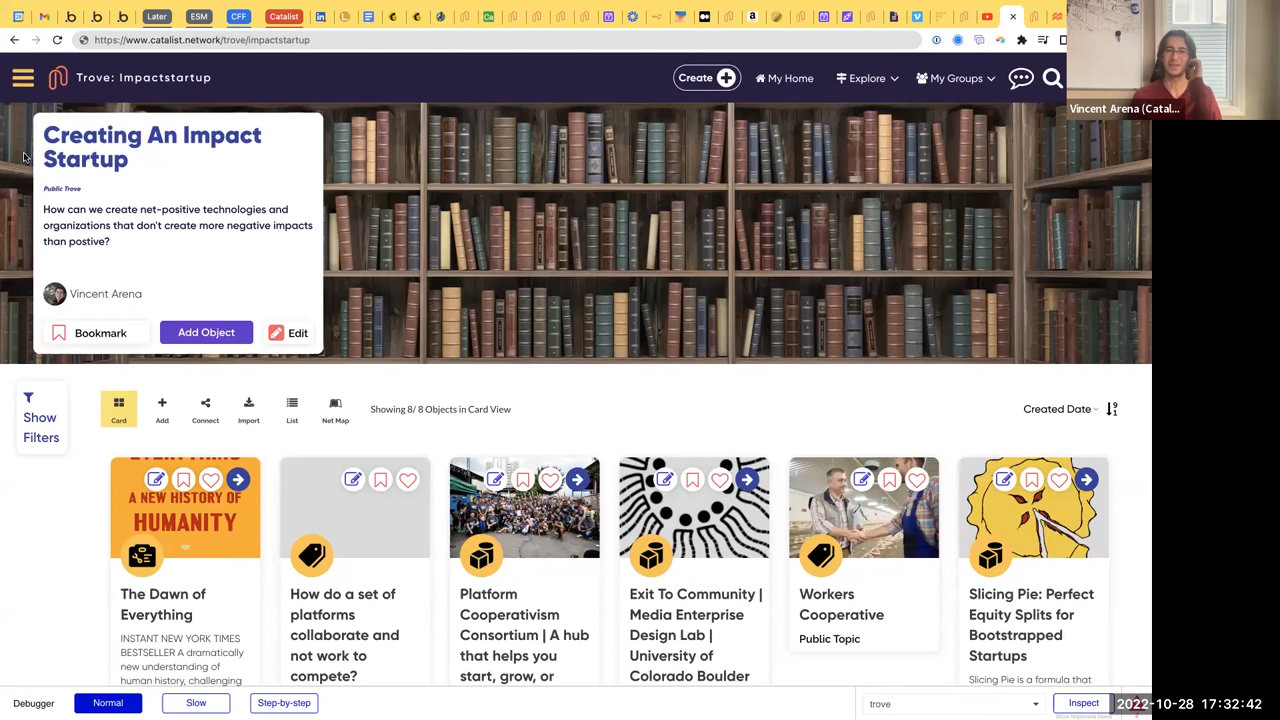 Later
ESM
CFF
Catalist
https://www.catalist.network/trove/impactstartup
Trove: Impactstartup
Create
My Home
Explore
My Groups
Vincent Arena (Catal...
Creating An Impact
Startup
Public Trove
How can we create net-positive technologies and
organizations that don't create more negative impacts
than postive?
Vincent Arena
Bookmark
Add Object
Edit
Show
Filters
Card
Add
Connect
Import
List
Net Map
Showing 8/ 8 Objects in Card View
Created Date
9
1
A NEW HISTORY OF
HUMANITY
The Dawn of
Everything
INSTANT NEW YORK TIMES
BESTSELLER A dramatically
new understanding of
human history, challenging
How do a set of
platforms
collaborate and
not work to
compete?
Platform
Cooperativism
Consortium | A hub
that helps you
start, grow, or
Exit To Community |
Media Enterprise
Design Lab |
University of
Colorado Boulder
Workers
Cooperative
Public Topic
Slicing Pie: Perfect
Equity Splits for
Bootstrapped
Startups
Slicing Pie is a formula that
Debugger
Normal
Slow
Step-by-step
trove
Inspect
2022-10-28 17:32:42